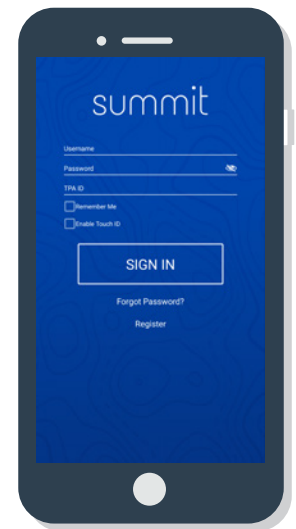 summit
Username
Password
TPA ID
Remember Me
Enable Touch ID
SIGN IN
Forgot Password?
Register